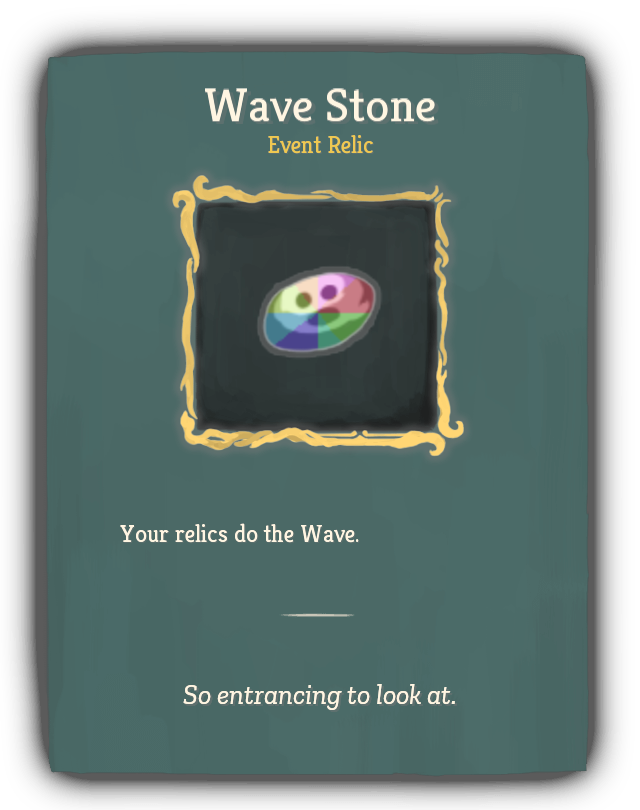 Wave Stone
Event Relic
Your relics do the Wave.
So entrancing to look at.